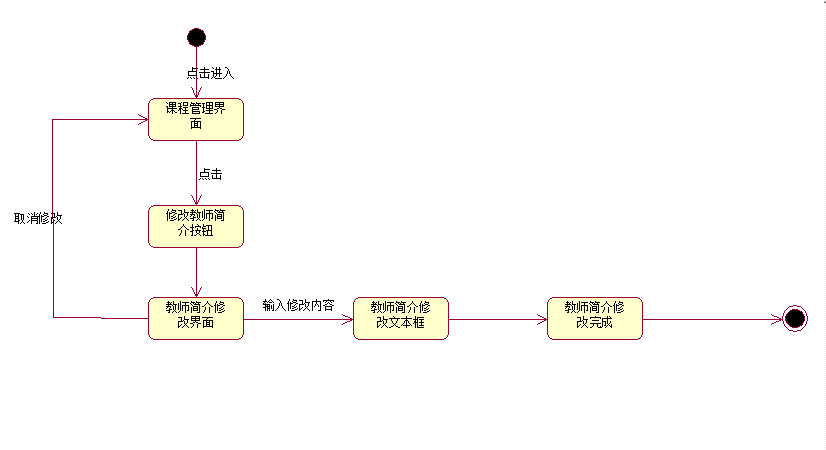 点击进入
课程管理界
面
点击
修改教师简
介按钮
取消修改
教师简介修
改界面
输入修改内容
教师简介修
改文本框
教师简介修
改完成